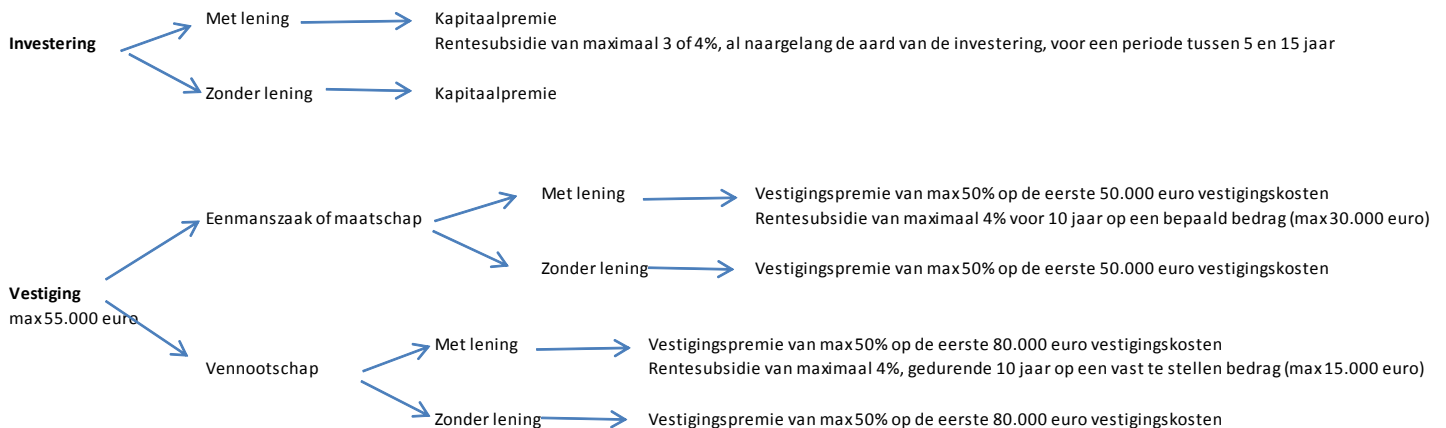 Met lening
Kapitaalpremie
Investering
Rentesubsidie van maximaal 3 of 4%, al naargelang de aard van de investering, voor een periode tussen 5 en 15 jaar
Zonder lening
Kapitaalpremie
Met lening
Vestigingspremie van max 50% op de eerste 50.000 euro vestigingskosten
Eenmanszaak of maatschap
Rentesubsidie van maximaal 4% voor 10 jaar op een bepaald bedrag (max 30.000 euro)
Zonder lening
Vestigingspremie van max 50% op de eerste 50.000 euro vestigingskosten
Vestiging
max 55.000 euro
Met lening
Vestigingspremie van max 50% op de eerste 80.000 euro vestigingskosten
Vennootschap
Rentesubsidie van maximaal 4%, gedurende 10 jaar op een vast te stellen bedrag (max 15.000 euro)
Zonder lening
Vestigingspremie van max 50% op de eerste 80.000 euro vestigingskosten